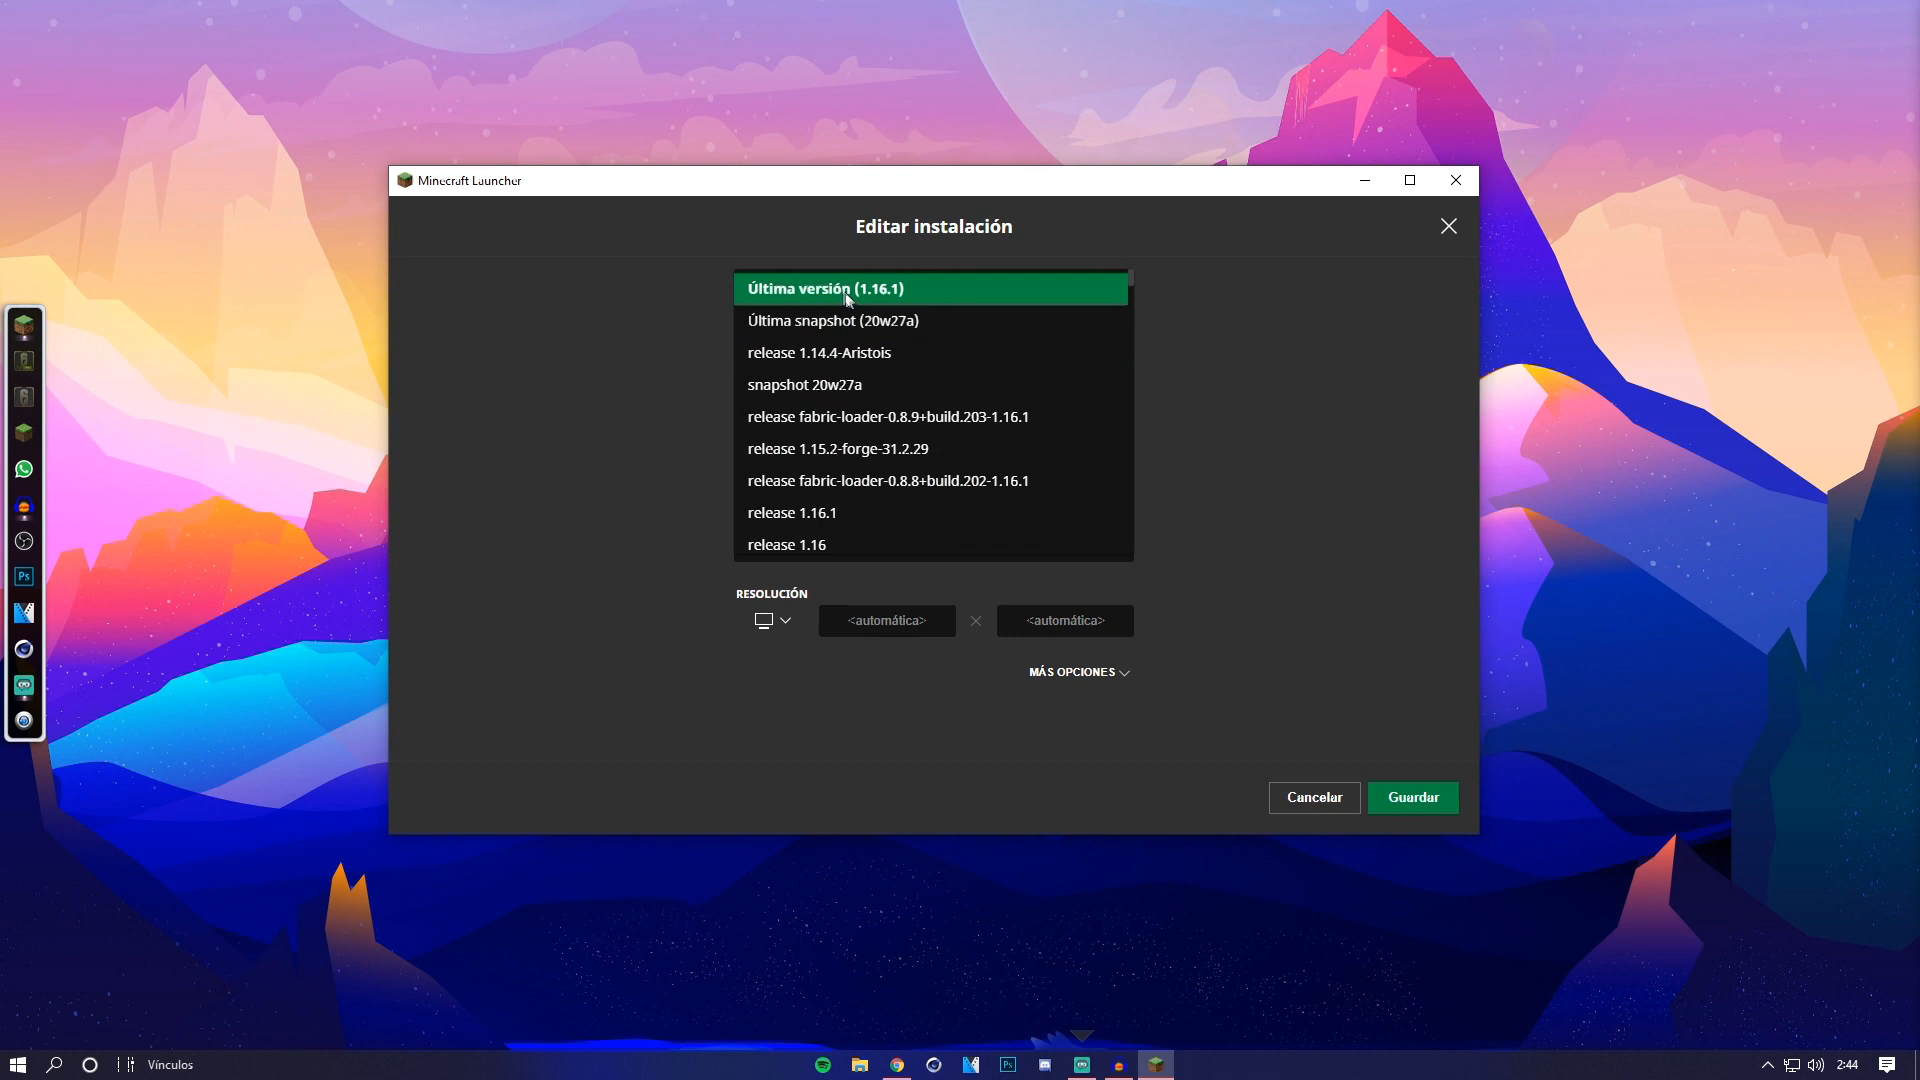 Minecraft Launcher
Editar instalación
Última versión (1.16.1)
Última snapshot (20w27a)
release 1.14.4-Aristois
snapshot 20w27a
release fabric-loader-0.8.9+build.203-1.16.1
release 1.15.2-forge-31.2.29
release fabric-loader-0.8.8+build.202-1.16.1
release 1.16.1
release 1.16
RESOLUCIÓN
<automática>
<automática>
MÁS OPCIONES
Cancelar
Guardar
Ps
Vínculos
Ps
2:44